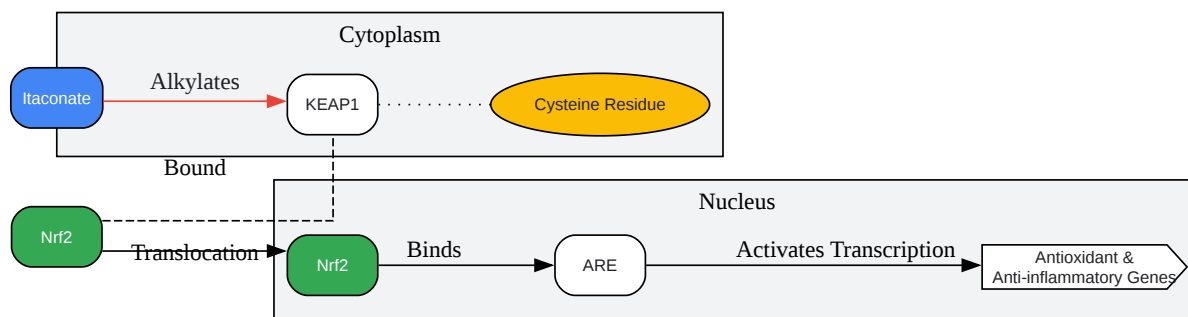 Cytoplasm
Itaconate
Alkylates
KEAP1
Cysteine Residue
Bound
Nucleus
Nrf2
Translocation
Nrf2
Binds
ARE
Activates Transcription
Antioxidant &
Anti-inflammatory Genes